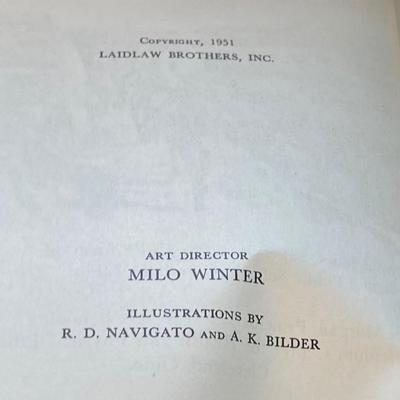 Copyright, 1951
LAIDLAW BROTHERS, INC.
ART DIRECTOR
MILO WINTER
ILLUSTRATIONS BY
R. D. NAVIGATO AND A. K. BILDER